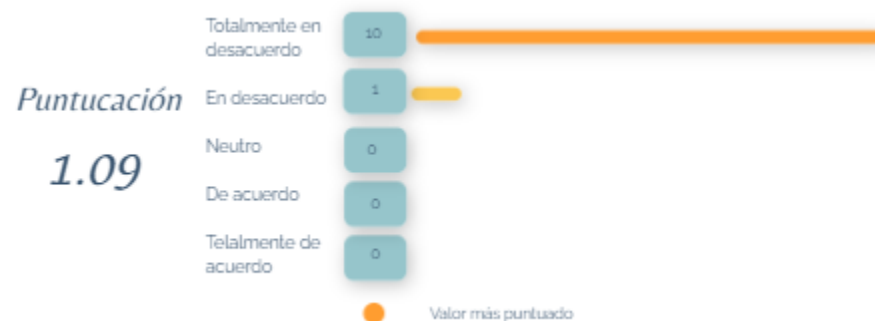 Totalmente en
desacuerdo
10
Puntucación
1.09
En desacuerdo
1
Neutro
0
De acuerdo
0
Telalmente de
acuerdo
0
Valor más puntuado